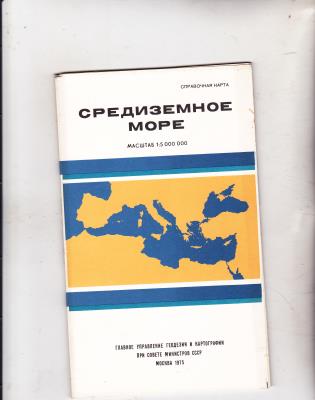 СПРАВОЧНАЯ КАРТА
СРЕДИЗЕМНОЕ
МОРЕ
МАСШТАБ 1:5 000 000
ГЛАВНОЕ УПРАВЛЕНИЕ ГЕОДЕЗИИ И КАРТОГРАФИИ
ПРИ СОВЕТЕ МИНИСТРОВ СССР
МОСКВА 1975